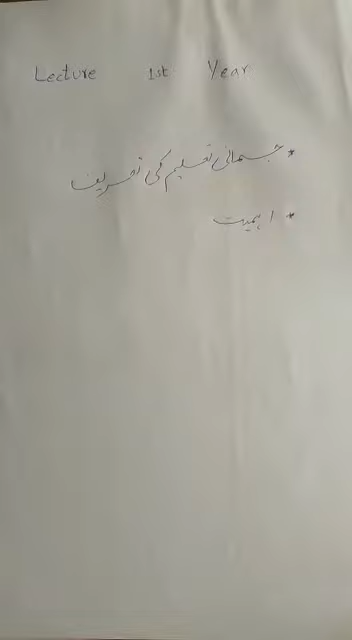 Lecture 1st Year
* جسمانی تعلیم کی تعریف
* اہمیت